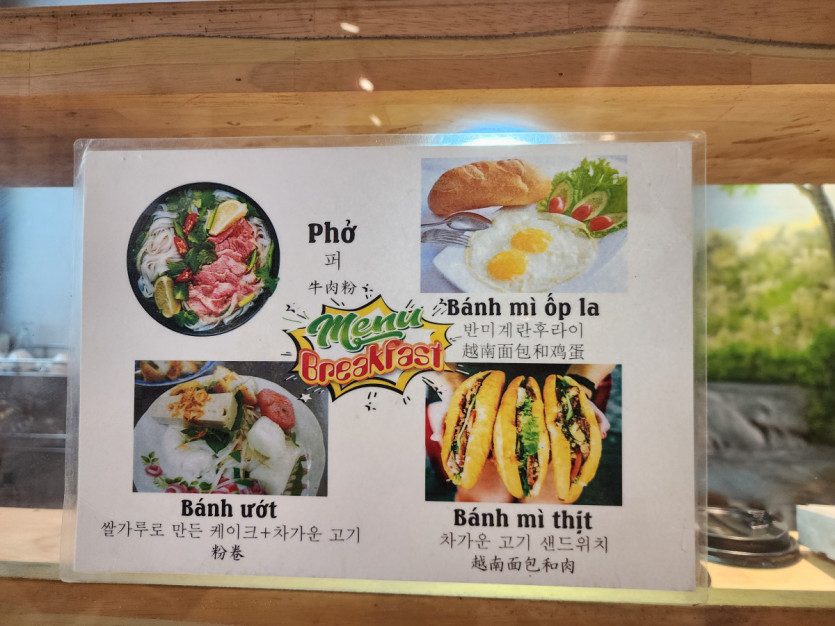 Phở
퍼
牛肉粉
Bánh mì ốp la
반미계란후라이
越南面包和鸡蛋
Menu
Breakfast
Bánh ướt
쌀가루로 만든 케이크+차가운 고기
粉卷
Bánh mì thịt
차가운 고기 샌드위치
越南面包和肉